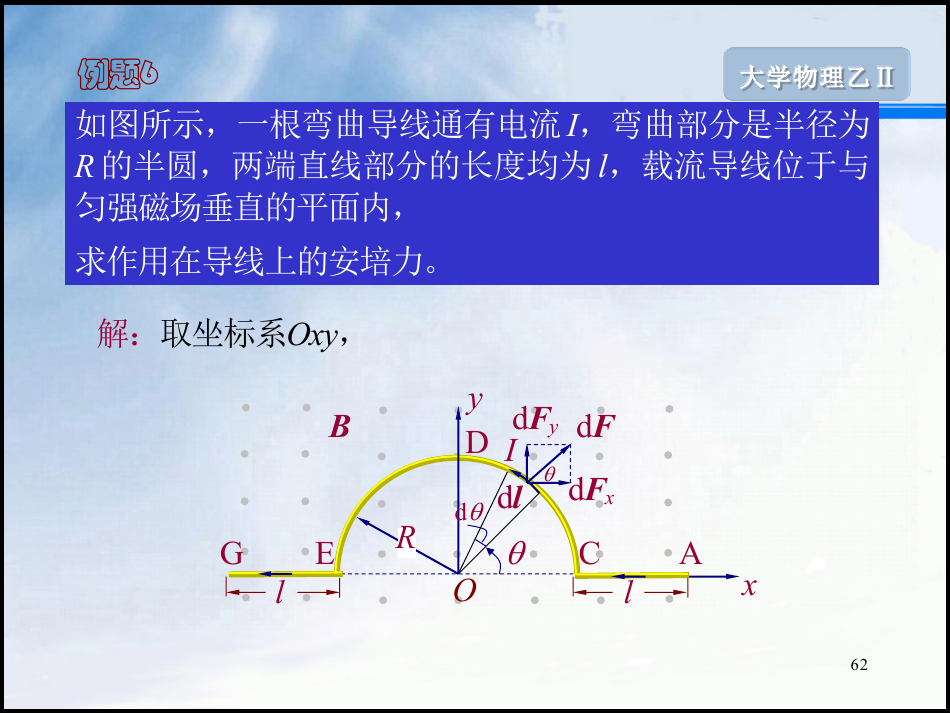 例题6
大学物理乙Ⅱ
如图所示，一根弯曲导线通有电流 I，弯曲部分是半径为
R 的半圆，两端直线部分的长度均为 l，载流导线位于与
匀强磁场垂直的平面内，
求作用在导线上的安培力。
解：取坐标系Oxy，
y
B
dFy
dF
D
I
θ
dl
dFx
dθ
R
G
E
θ
C
A
l
O
l
x
62